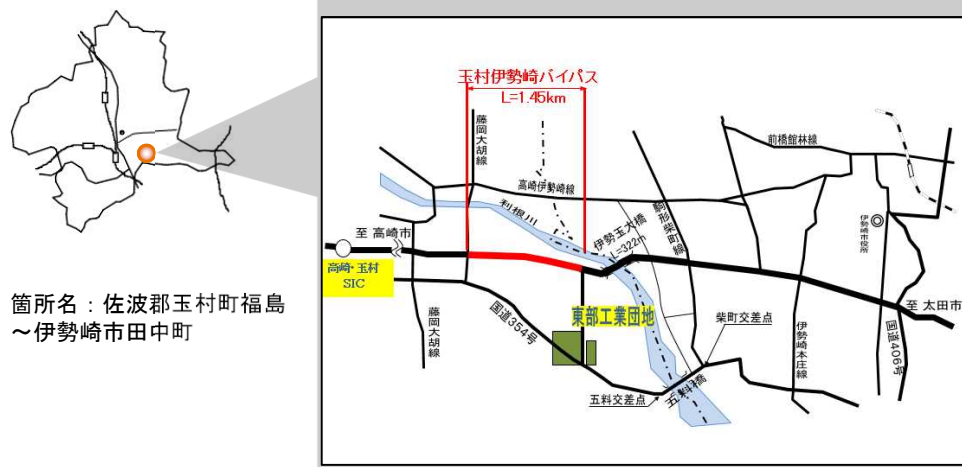 玉村伊勢崎バイパス
L=1.45km
藤岡大胡線
前橋館林線
高崎伊勢崎線
利根川
駒形柴町線
伊勢玉大橋
L=322m
伊勢崎市役所
至 高崎市
高崎・玉村
SIC
箇所名：佐波郡玉村町福島
～伊勢崎市田中町
藤岡大胡線
国道354号
東部工業団地
柴町交差点
至 太田市
伊勢崎本庄線
国道406号
五料交差点
五料橋